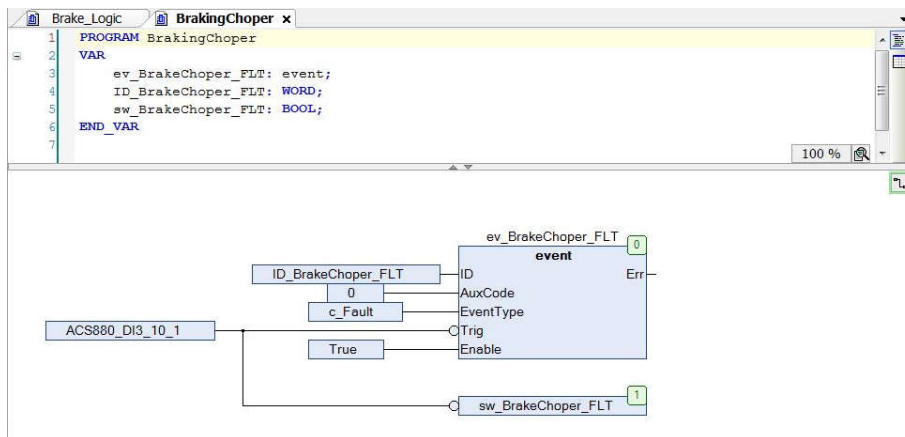 Brake_Logic BrakingChoper x
1 PROGRAM BrakingChoper
2 VAR
3 ev_BrakeChoper_FLT: event;
4 ID_BrakeChoper_FLT: WORD;
5 sw_BrakeChoper_FLT: BOOL;
6 END_VAR
7
100 %
ev_BrakeChoper_FLT 0
event
ID_BrakeChoper_FLT ID Err
0 AuxCode
c_Fault EventType
ACS880_DI3_10_1 Trig
True Enable
1
sw_BrakeChoper_FLT